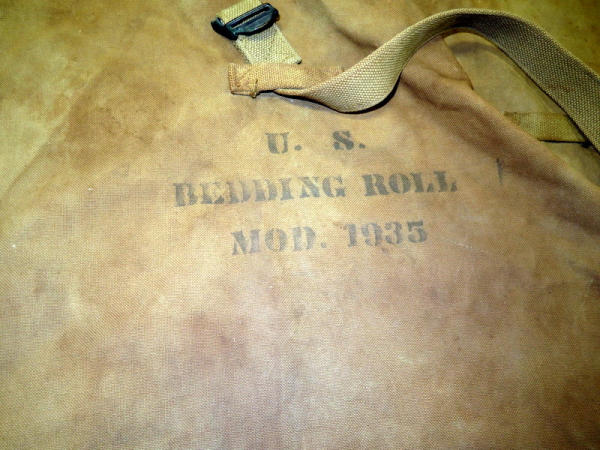 U. S.
BEDDING ROLL
MOD. 1935